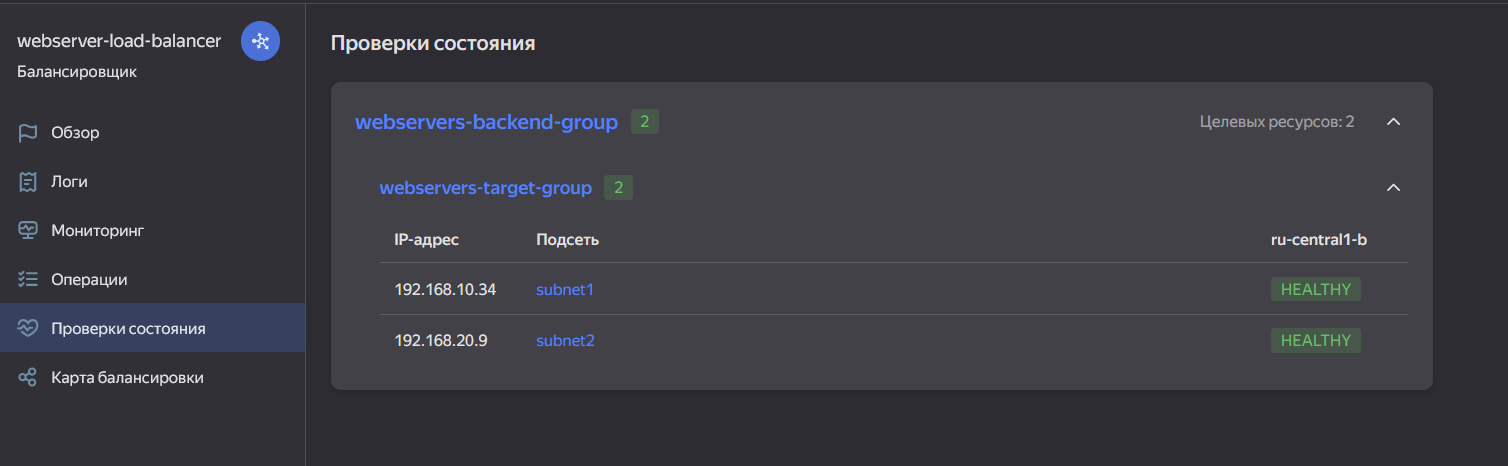 webserver-load-balancer
Балансировщик
Обзор
Логи
Мониторинг
Операции
Проверки состояния
Карта балансировки
Проверки состояния
webservers-backend-group 2 Целевых ресурсов: 2
webservers-target-group 2
IP-адрес Подсеть ru-central1-b
192.168.10.34 subnet1 HEALTHY
192.168.20.9 subnet2 HEALTHY